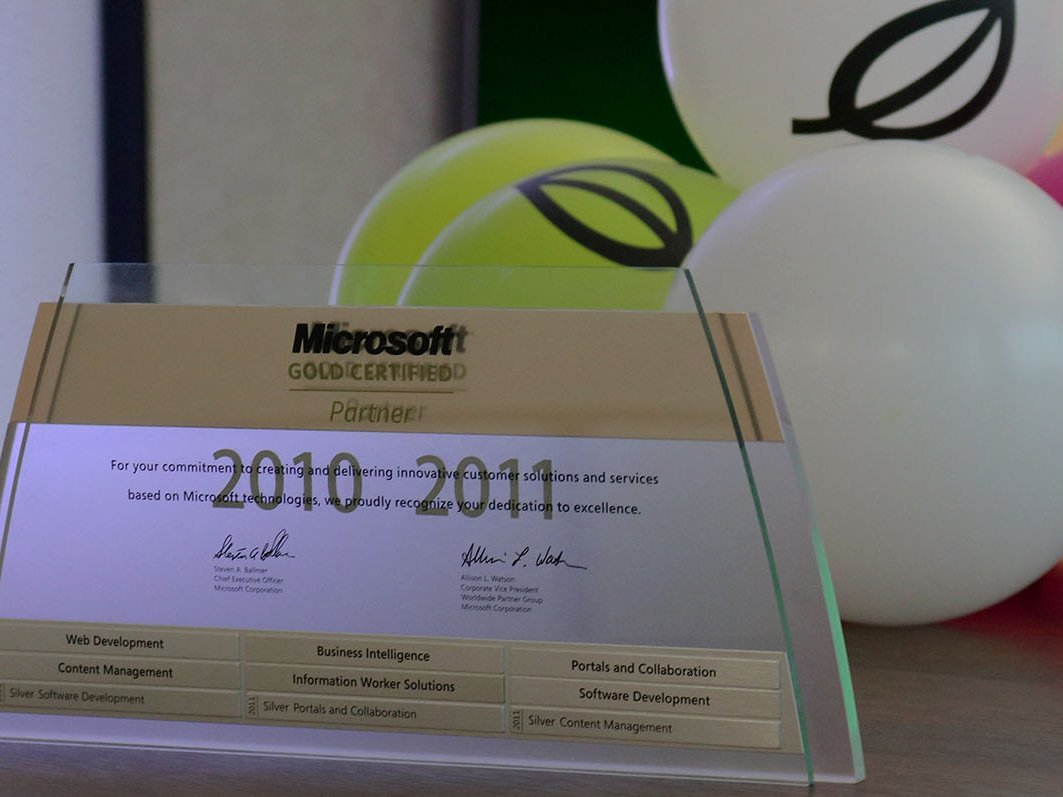 Microsoft
GOLD CERTIFIED
Partner
2010 2011
For your commitment to creating and delivering innovative customer solutions and services
based on Microsoft technologies, we proudly recognize your dedication to excellence.
Steven A. Ballmer
Chief Executive Officer
Microsoft Corporation
Allison L. Watson
Corporate Vice President
Worldwide Partner Group
Microsoft Corporation
Web Development
Content Management
Silver Software Development
Business Intelligence
Information Worker Solutions
2011 Silver Portals and Collaboration
Portals and Collaboration
Software Development
2011 Silver Content Management